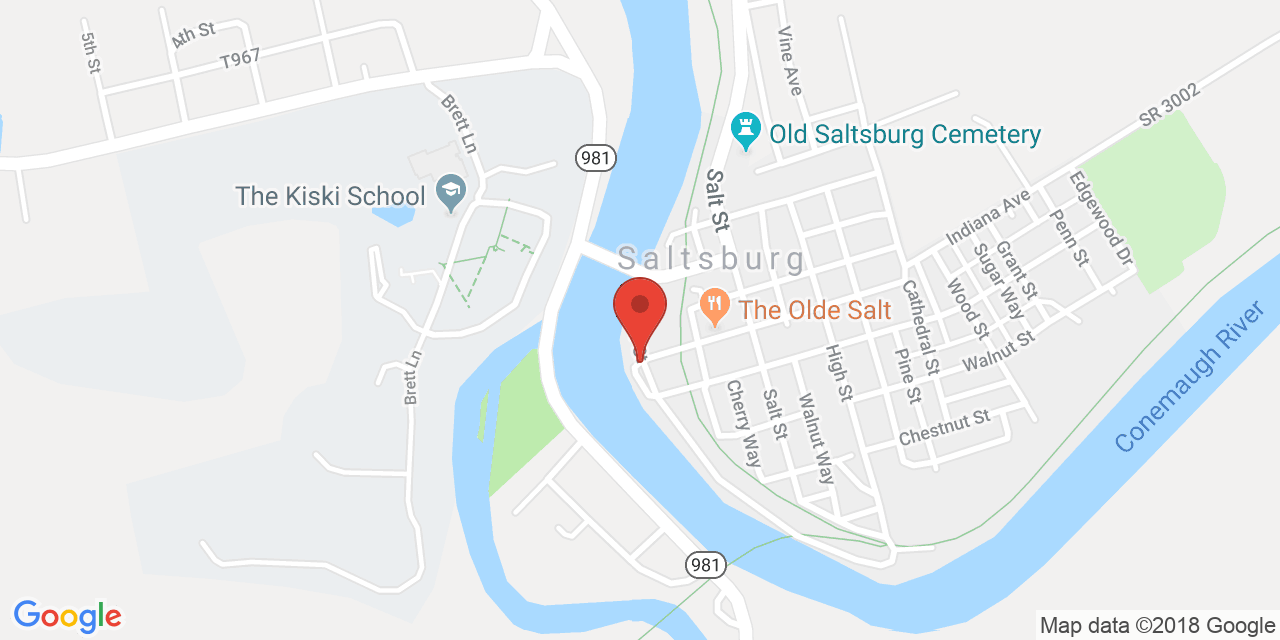 5th St
4th St
T967
Vine Ave
SR 3002
Brett Ln
Old Saltsburg Cemetery
981
The Kiski School
Salt St
Edgewood Dr
Indiana Ave
Penn St
Saltsburg
Grant St
Sugar Way
Wood St
Cathedral St
The Olde Salt
St
High St
Pine St
Walnut St
Conemaugh River
Brett Ln
Cherry Way
Salt St
Walnut Way
Chestnut St
981
Google
Map data ©2018 Google